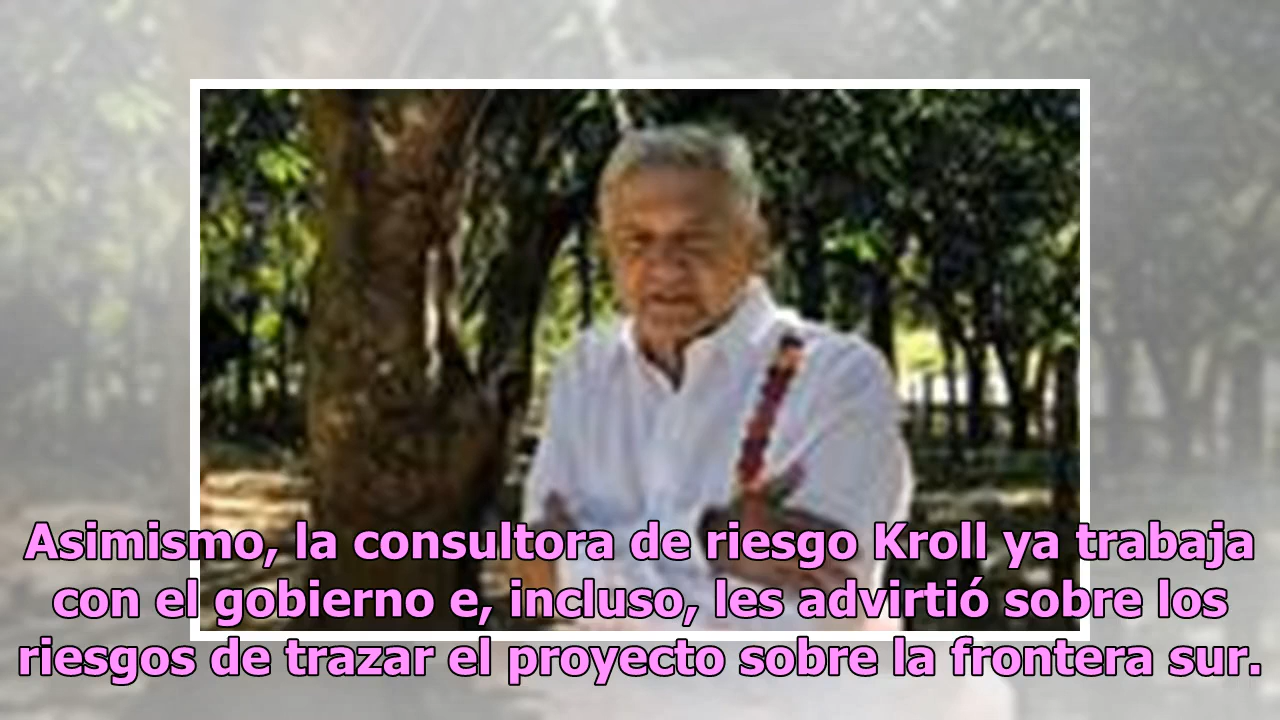 Asimismo, la consultora de riesgo Kroll ya trabaja
con el gobierno e, incluso, les advirtió sobre los
riesgos de trazar el proyecto sobre la frontera sur.